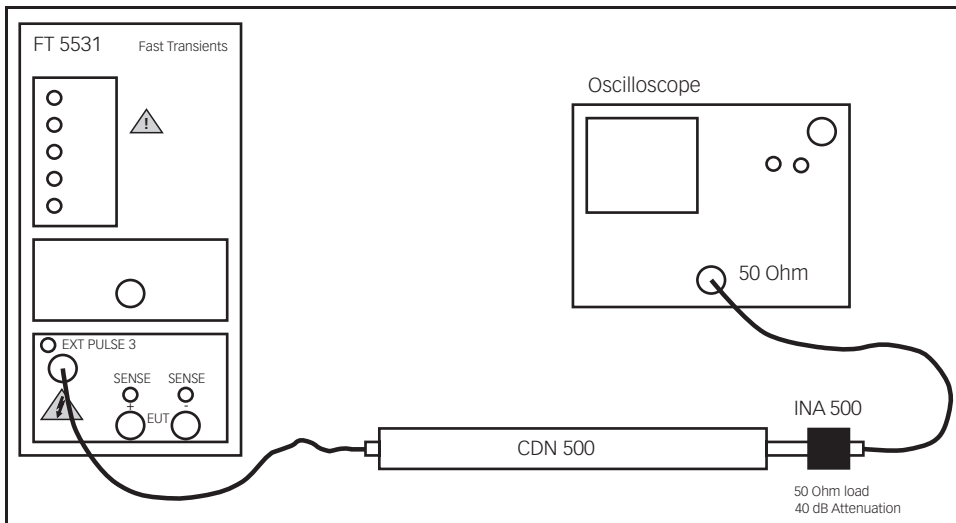 FT 5531 Fast Transients
!
EXT PULSE 3
SENSE SENSE
+ -
EUT
Oscilloscope
50 Ohm
CDN 500
INA 500
50 Ohm load
40 dB Attenuation